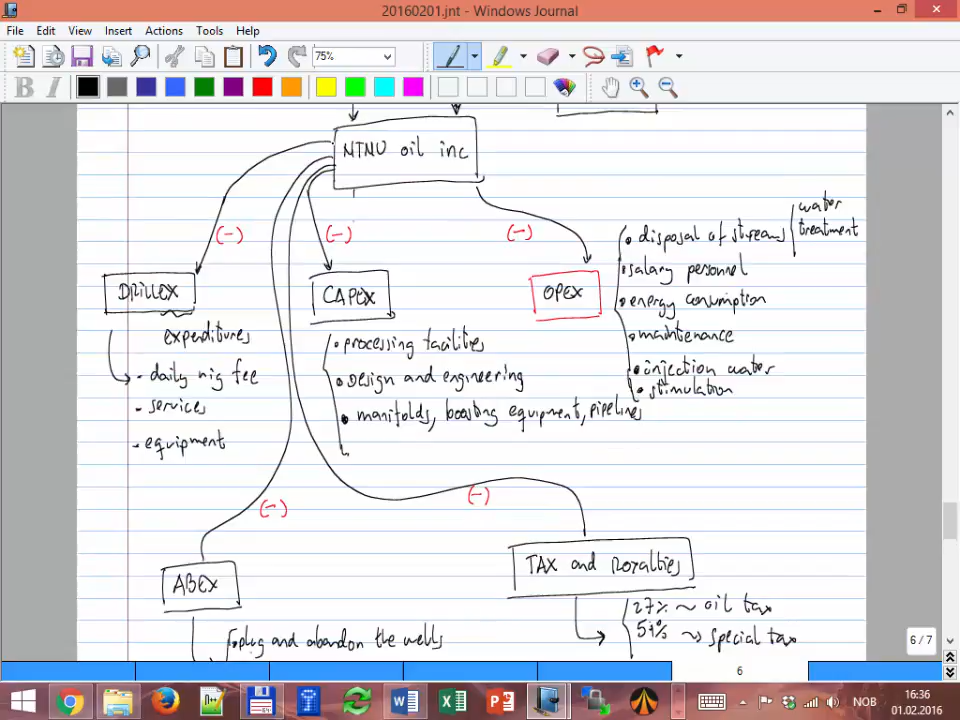 20160201.jnt - Windows Journal
File Edit View Insert Actions Tools Help
75%
B I
NTNU oil inc
(-) (-) (-)
DRILLEX
expenditures
- daily rig fee
- services
- equipment
CAPEX
• processing facilities
• Design and engineering
• manifolds, boosting equipment, pipelines
OPEX
• disposal of streams
water
treatment
• salary personnel
• energy consumption
• maintenance
• injection water
• stimulation
(-) (-)
ABEX
plug and abandon the wells
TAX and Royalties
27% ~ oil tax
51% ~ special tax
6 / 7
6
NOB
16:36
01.02.2016